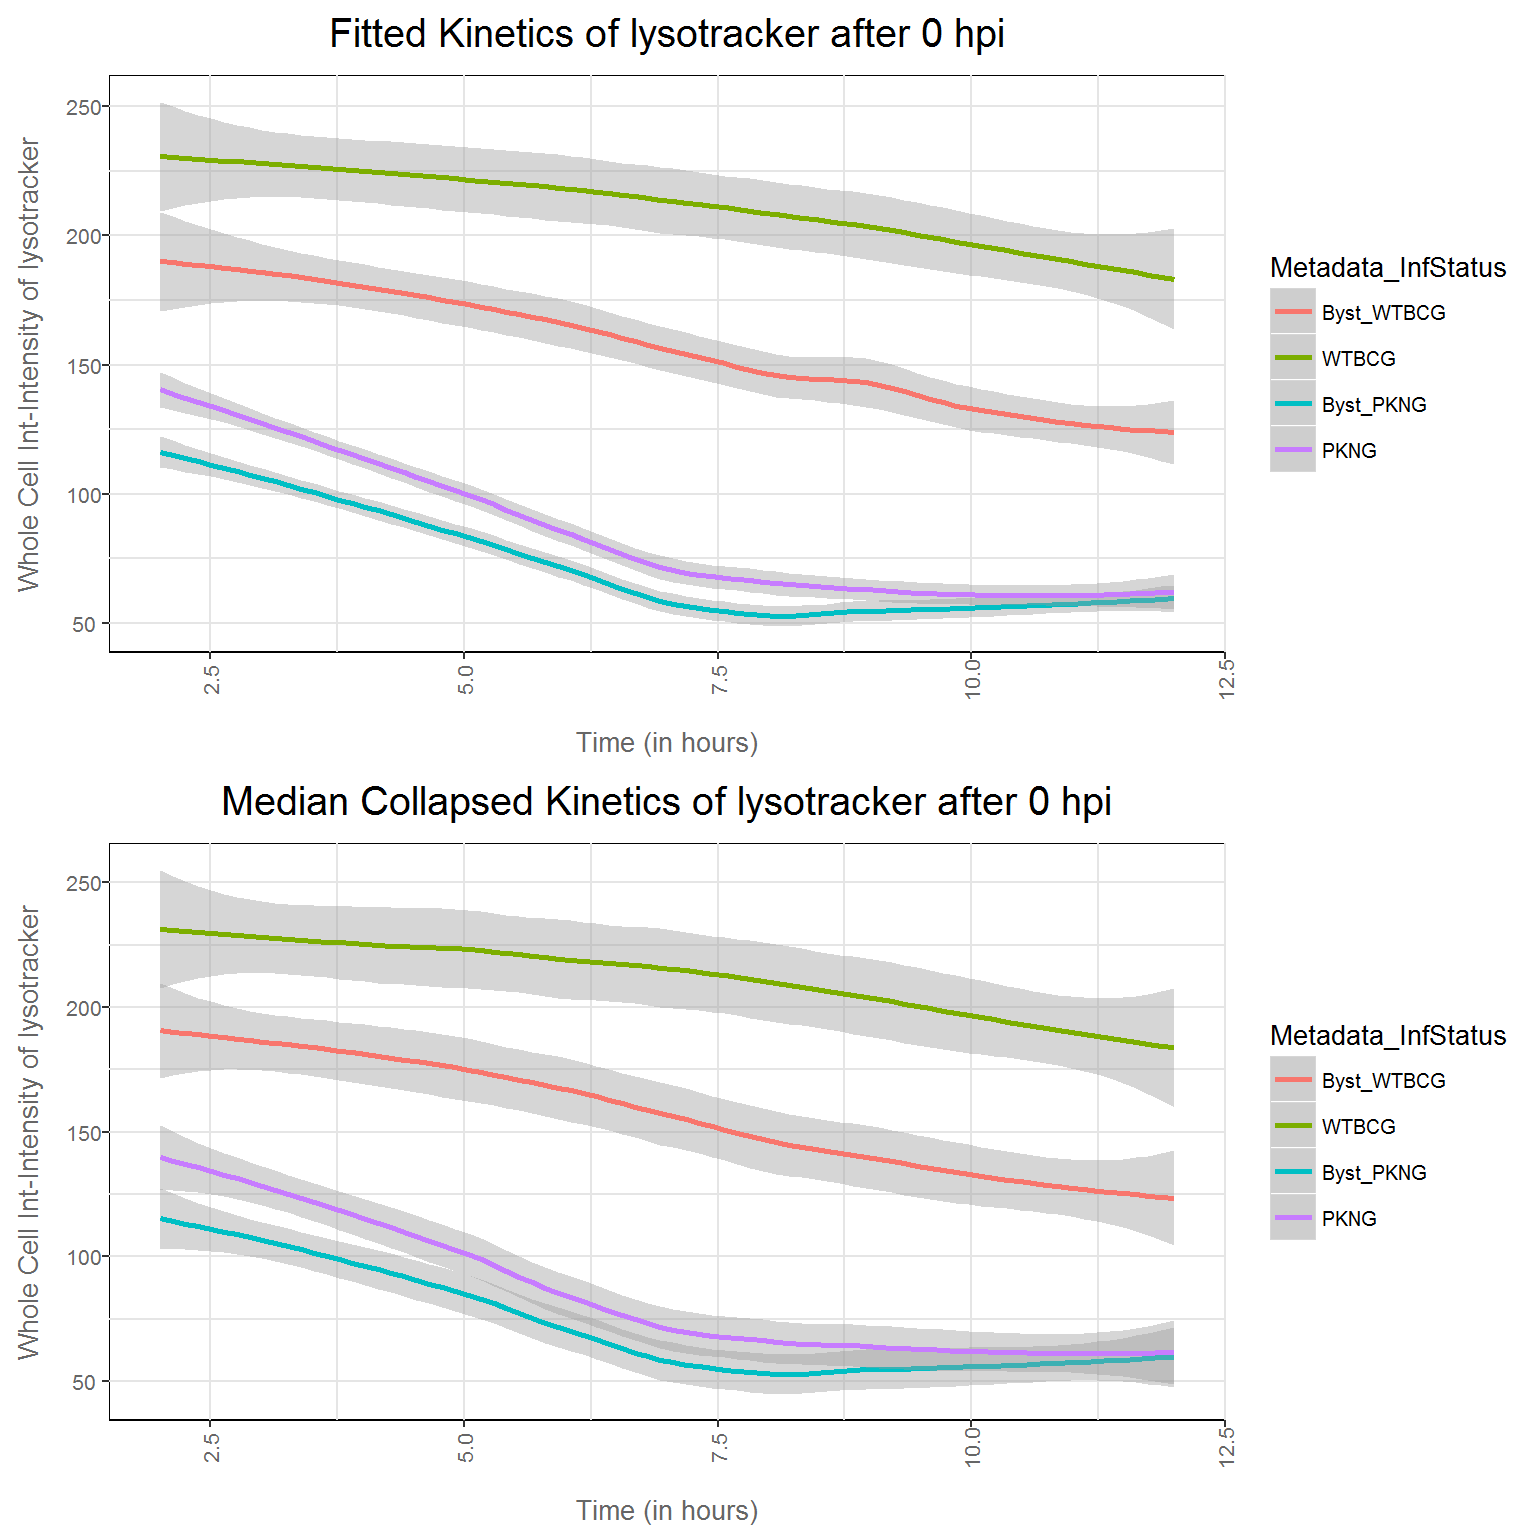 Fitted Kinetics of lysotracker after 0 hpi
Whole Cell Int-Intensity of lysotracker
250
200
150
100
50
2.5
5.0
7.5
10.0
12.5
Time (in hours)
Metadata_InfStatus
Byst_WTBCG
WTBCG
Byst_PKNG
PKNG
Median Collapsed Kinetics of lysotracker after 0 hpi
Whole Cell Int-Intensity of lysotracker
250
200
150
100
50
2.5
5.0
7.5
10.0
12.5
Time (in hours)
Metadata_InfStatus
Byst_WTBCG
WTBCG
Byst_PKNG
PKNG